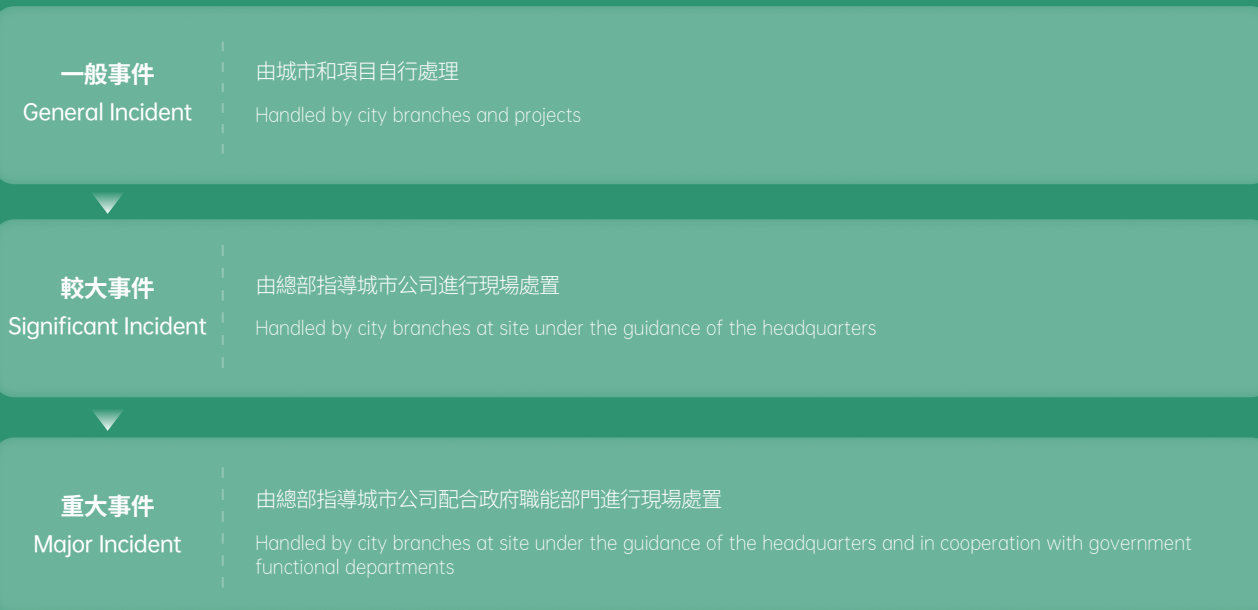 一般事件
General Incident
由城市和項目自行處理
Handled by city branches and projects
較大事件
Significant Incident
由總部指導城市公司進行現場處置
Handled by city branches at site under the guidance of the headquarters
重大事件
Major Incident
由總部指導城市公司配合政府職能部門進行現場處置
Handled by city branches at site under the guidance of the headquarters and in cooperation with government
functional departments